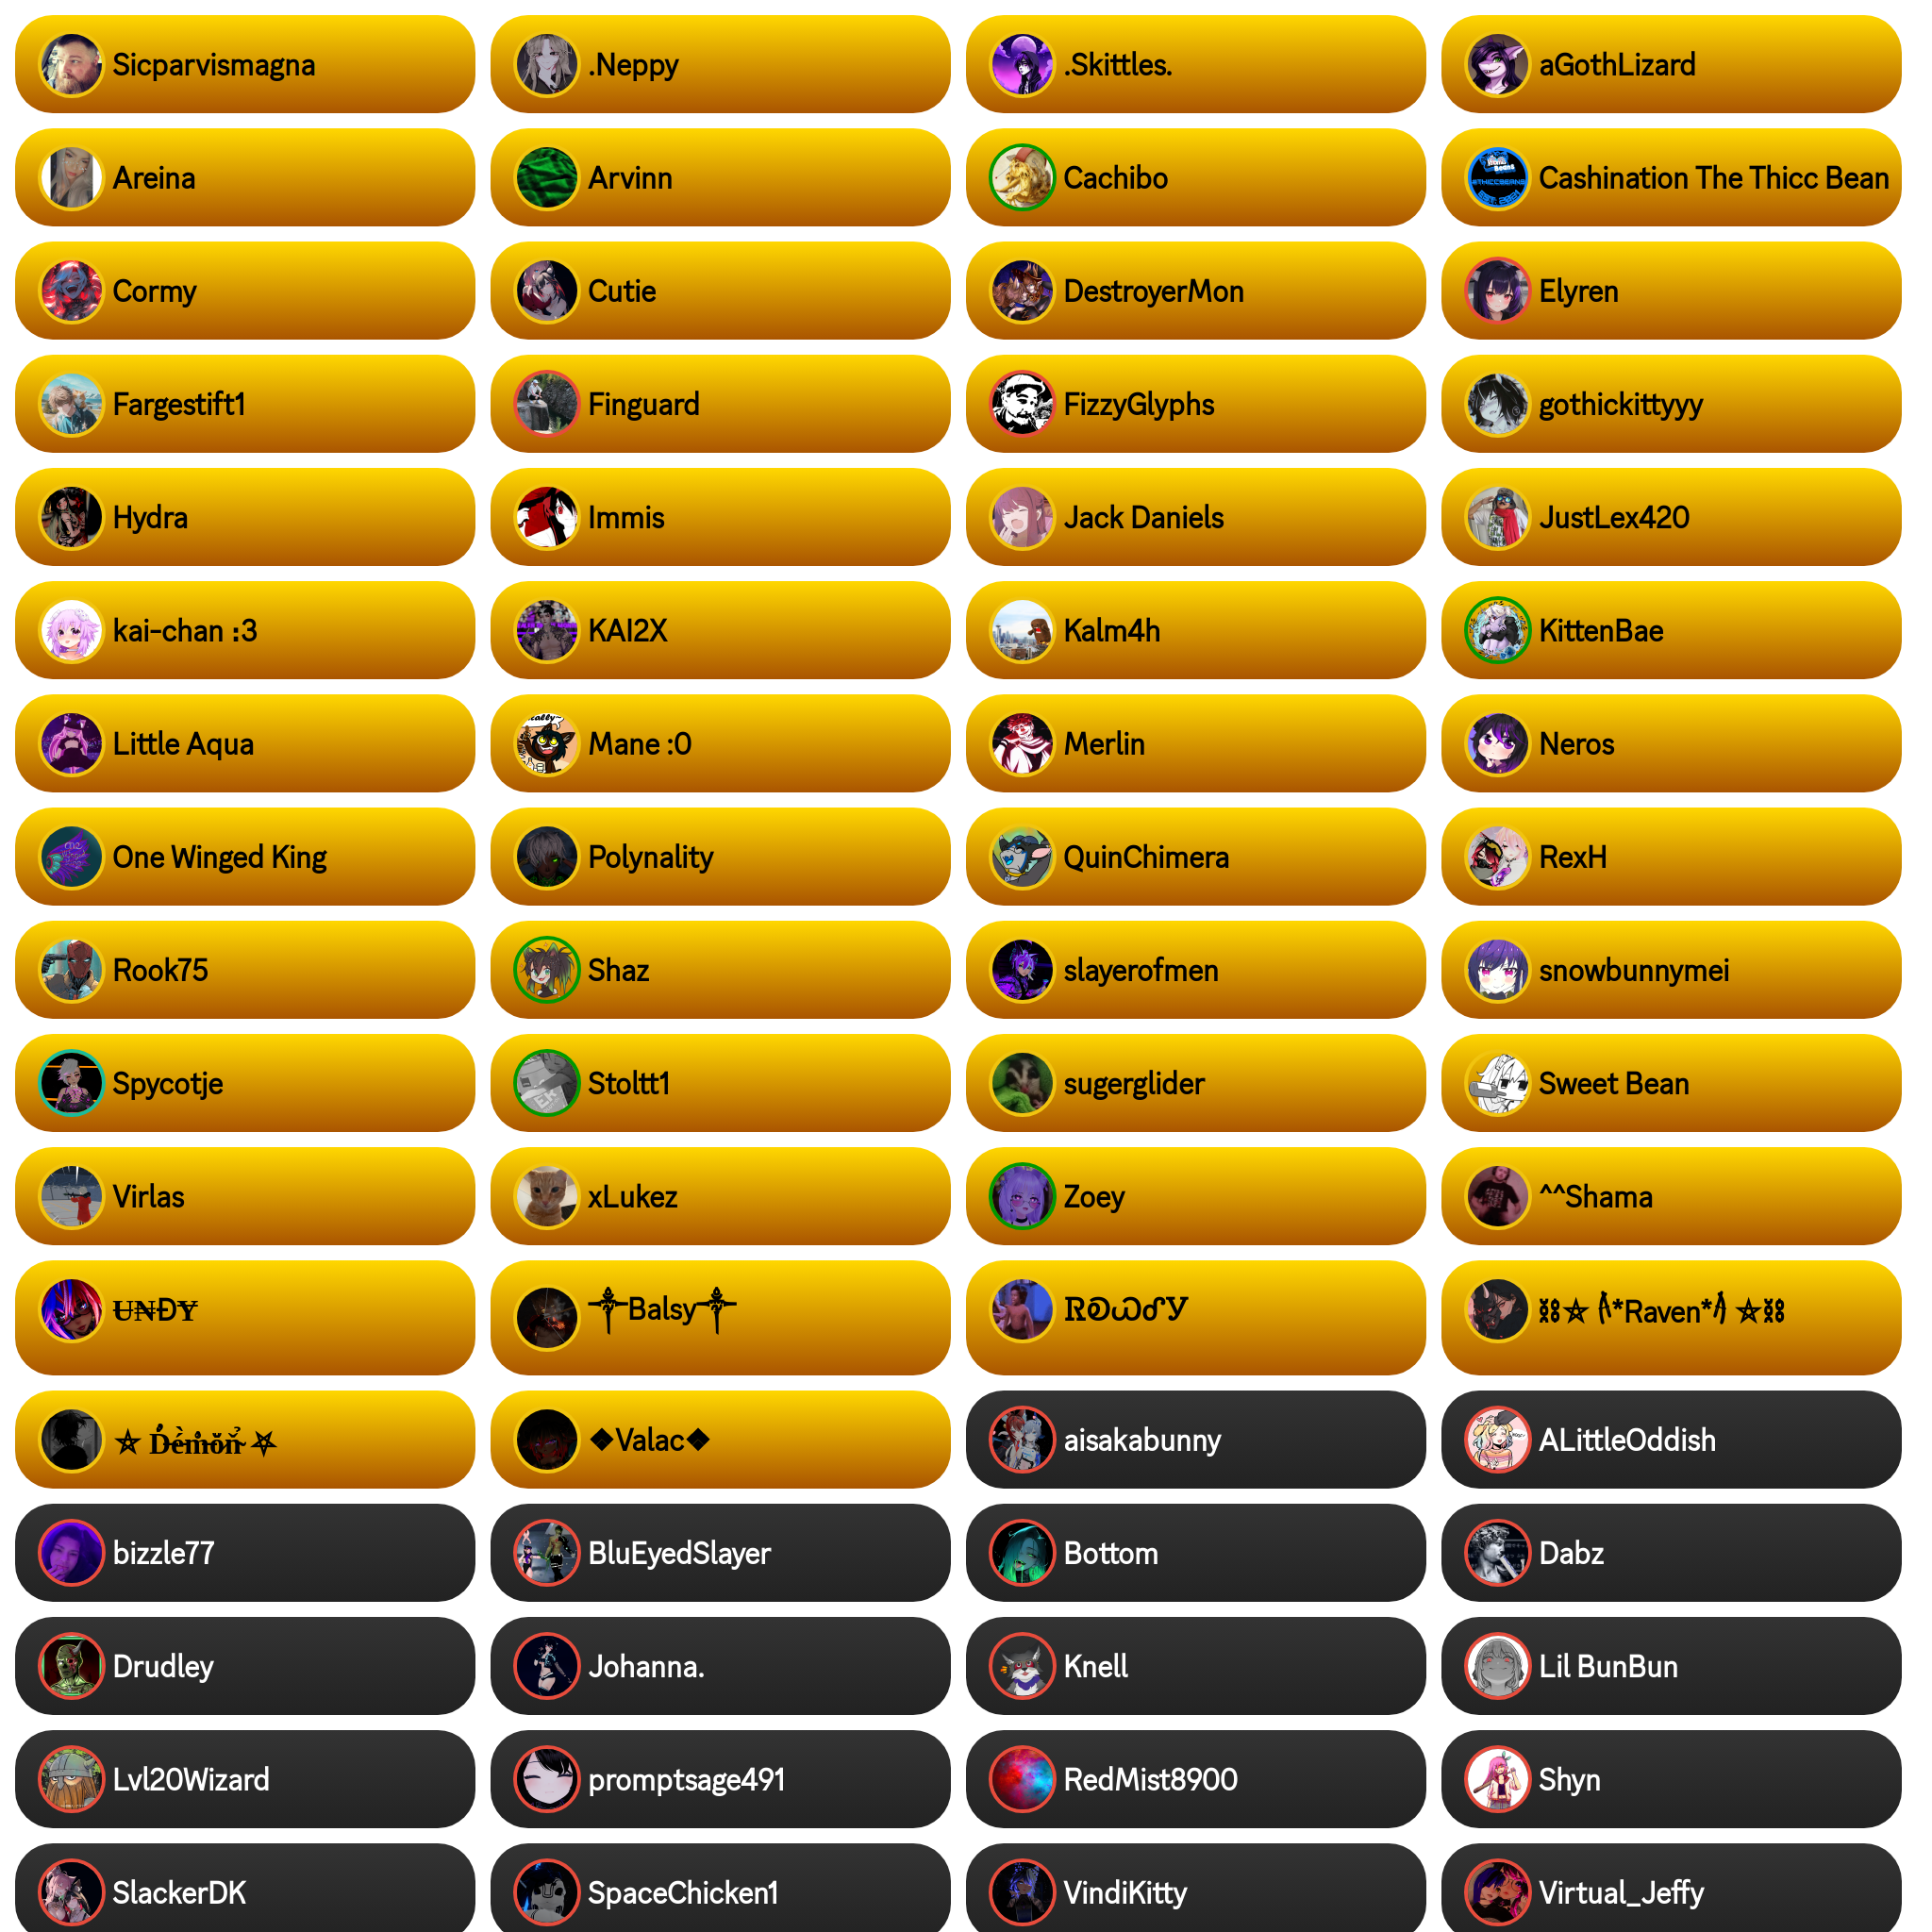 Sicparvismagna
.Neppy
.Skittles.
aGothLizard
Areina
Arvinn
Cachibo
Cashination The Thicc Bean
Cormy
Cutie
DestroyerMon
Elyren
Fargestift1
Finguard
FizzyGlyphs
gothickittyyy
Hydra
Immis
Jack Daniels
JustLex420
kai-chan :3
KAI2X
Kalm4h
KittenBae
Little Aqua
Mane :0
Merlin
Neros
One Winged King
Polynality
QuinChimera
RexH
Rook75
Shaz
slayerofmen
snowbunnymei
Spycotje
Stoltt1
sugerglider
Sweet Bean
Virlas
xLukez
Zoey
^^Shama
U̶N̶ĐY̶
༒Balsy༒
⛧ *Raven* ⛧
⛥ D̴e̴m̴o̴n̴ ⛧
❖Valac❖
aisakabunny
ALittleOddish
bizzle77
BluEyedSlayer
Bottom
Dabz
Drudley
Johanna.
Knell
Lil BunBun
Lvl20Wizard
promptsage491
RedMist8900
Shyn
SlackerDK
SpaceChicken1
VindiKitty
Virtual_Jeffy